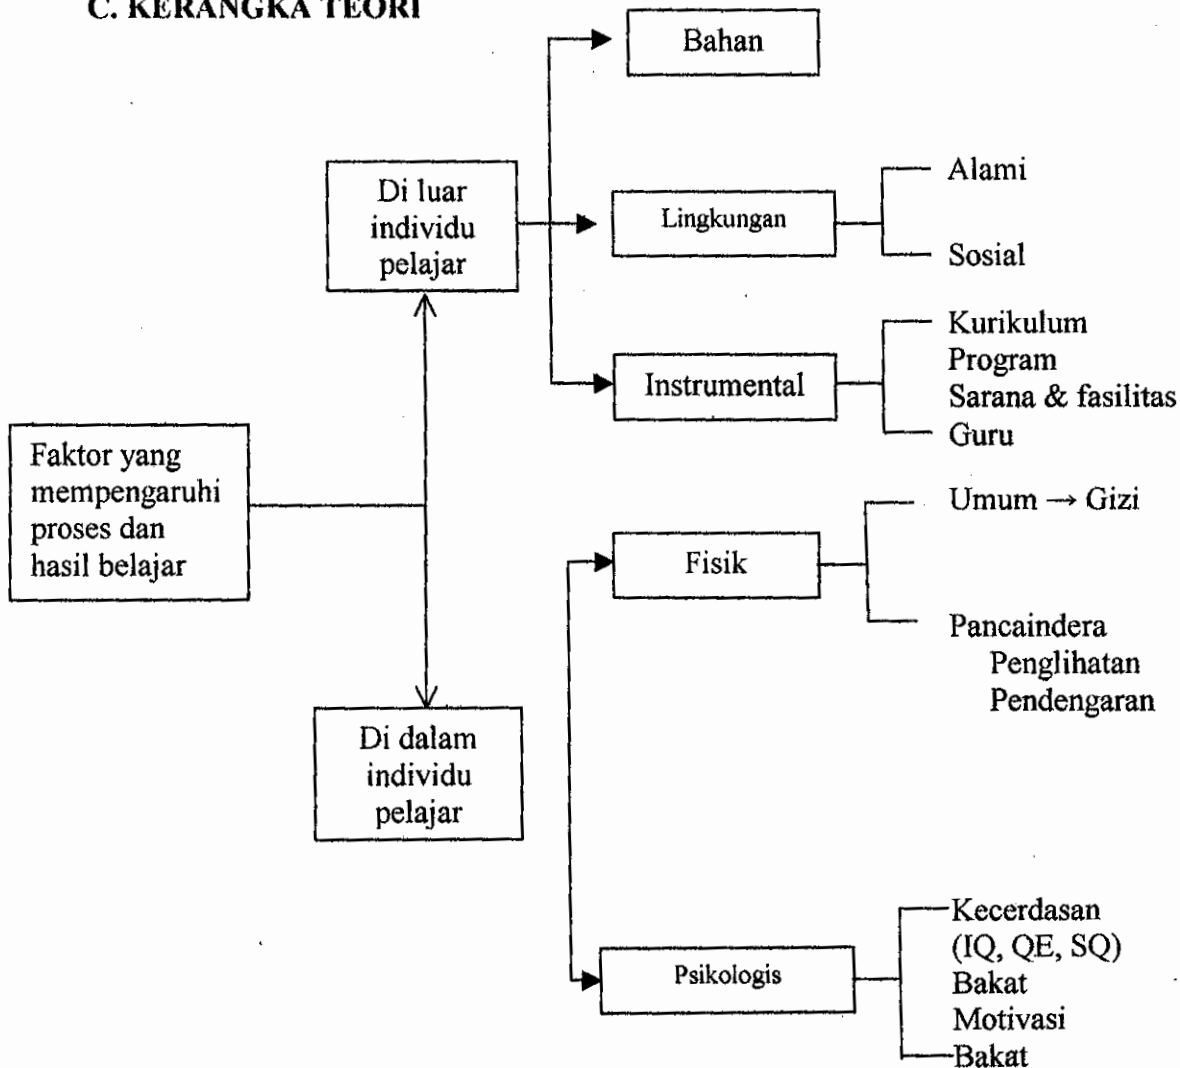 C. KERANGKA TEORI
Bahan
Di luar
individu
pelajar
Lingkungan
Alami
Sosial
Instrumental
Kurikulum
Program
Sarana & fasilitas
Guru
Faktor yang
mempengaruhi
proses dan
hasil belajar
Fisik
Umum → Gizi
Pancaindera
Penglihatan
Pendengaran
Di dalam
individu
pelajar
Psikologis
Kecerdasan
(IQ, QE, SQ)
Bakat
Motivasi
Bakat